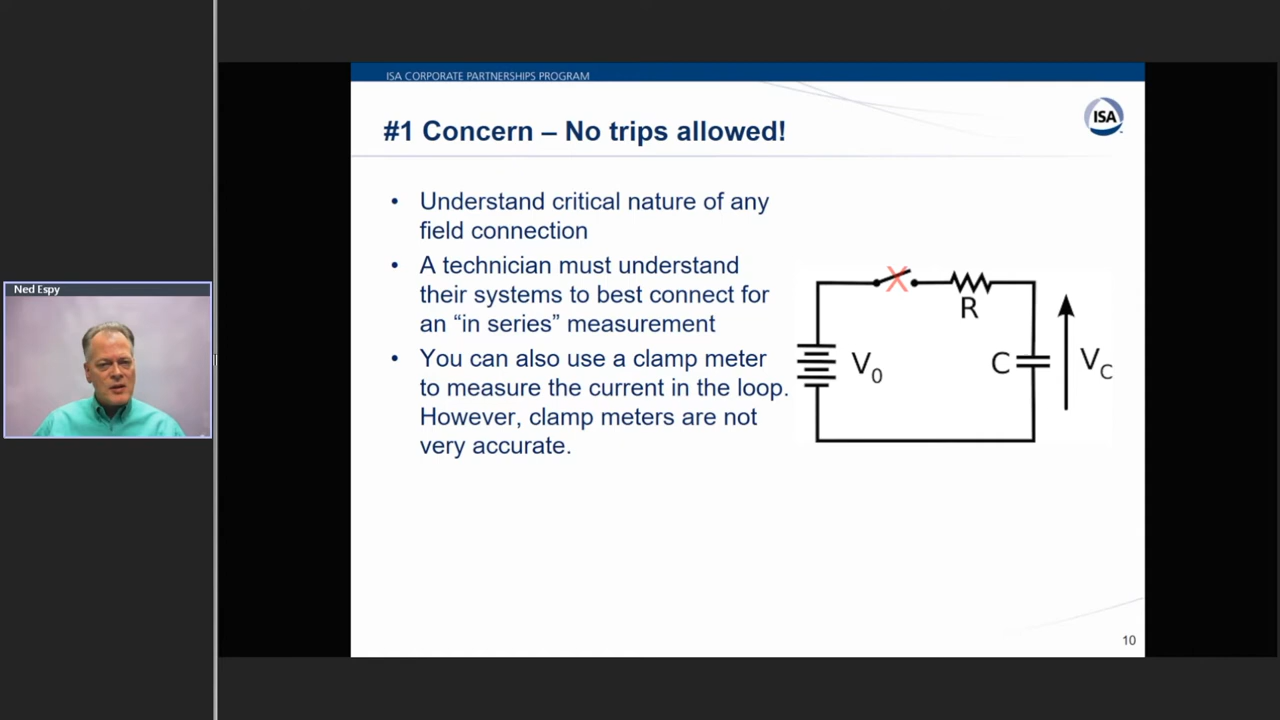 ISA CORPORATE PARTNERSHIPS PROGRAM
#1 Concern – No trips allowed!
ISA
• Understand critical nature of any
field connection
• A technician must understand
their systems to best connect for
an “in series” measurement
• You can also use a clamp meter
to measure the current in the loop.
However, clamp meters are not
very accurate.
X
R
V0
C
VC
Ned Espy
10